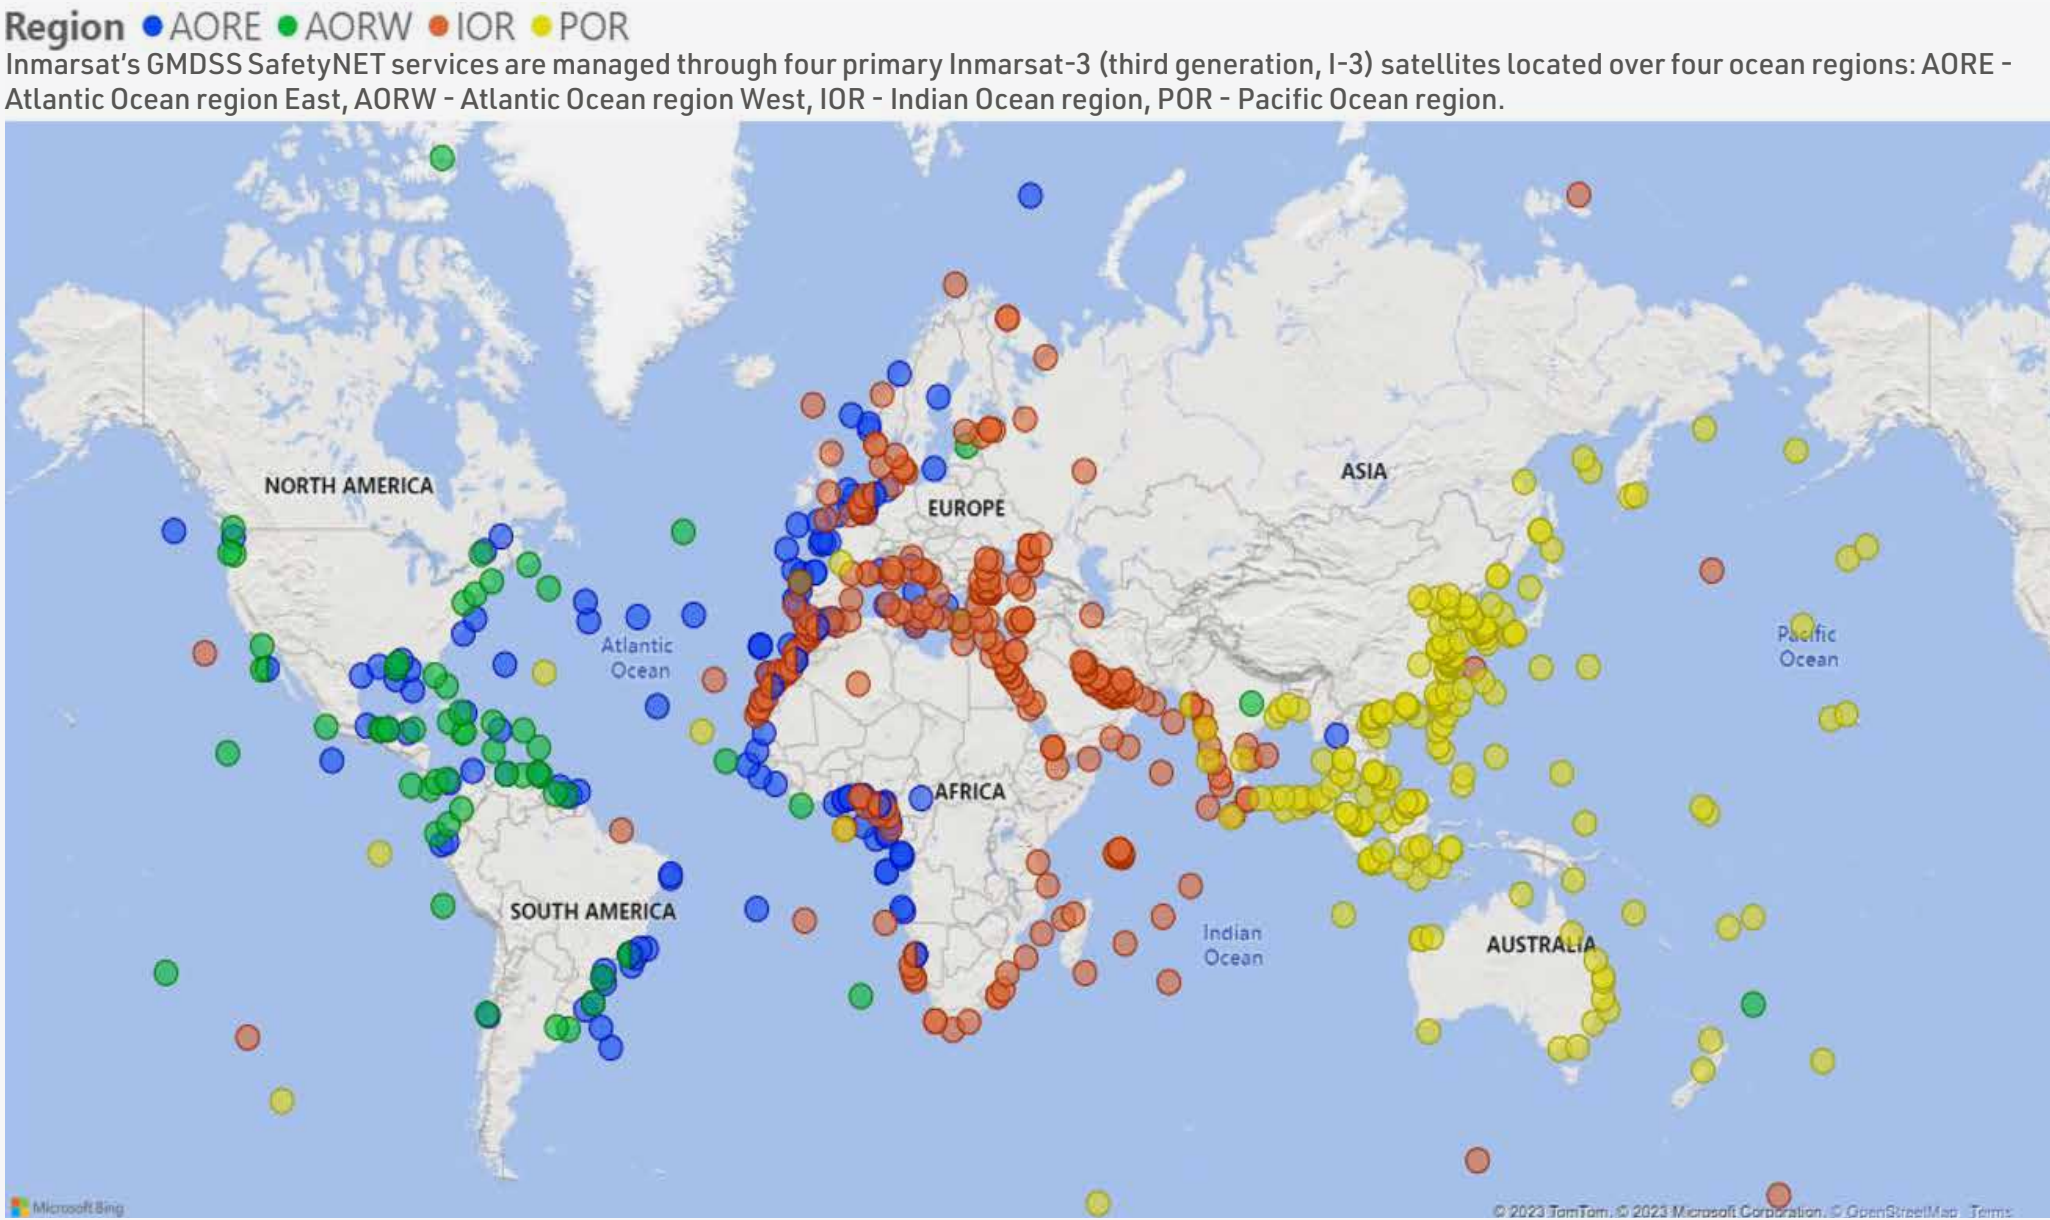 Region AORE AORW IOR POR
Inmarsat's GMDSS SafetyNET services are managed through four primary Inmarsat-3 (third generation, I-3) satellites located over four ocean regions: AORE -
Atlantic Ocean region East, AORW - Atlantic Ocean region West, IOR - Indian Ocean region, POR - Pacific Ocean region.
ASIA
NORTH AMERICA
EUROPE
Atlantic
Ocean
Pacific
Ocean
AFRICA
SOUTH AMERICA
Indian
Ocean
AUSTRALIA
Microsoft Bing
© 2023 TomTom, © 2023 Microsoft Corporation, © OpenStreetMap Terms